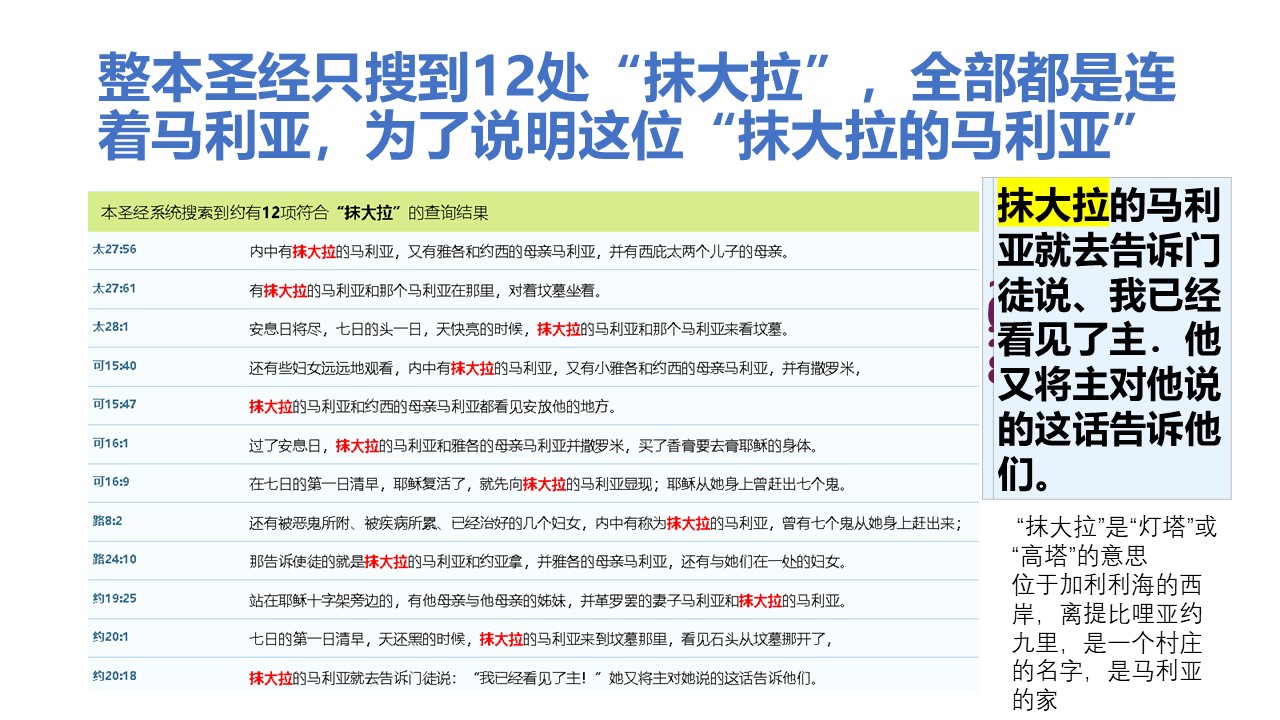 整本圣经只搜到12处“抹大拉”，全部都是连
着马利亚，为了说明这位“抹大拉的马利亚”
本圣经系统搜索到约有12项符合“抹大拉”的查询结果
太27:56 内中有抹大拉的马利亚，又有雅各和约西的母亲马利亚，并有西庇太两个儿子的母亲。
太27:61 有抹大拉的马利亚和那个马利亚在那里，对着坟墓坐着。
太28:1 安息日将尽，七日的头一日，天快亮的时候，抹大拉的马利亚和那个马利亚来看坟墓。
可15:40 还有些妇女远远地观看，内中有抹大拉的马利亚，又有小雅各和约西的母亲马利亚，并有撒罗米，
可15:47 抹大拉的马利亚和约西的母亲马利亚都看见安放他的地方。
可16:1 过了安息日，抹大拉的马利亚和雅各的母亲马利亚并撒罗米，买了香膏要去膏耶稣的身体。
可16:9 在七日的第一日清早，耶稣复活了，就先向抹大拉的马利亚显现；耶稣从她身上曾赶出七个鬼。
路8:2 还有被恶鬼所附、被疾病所累、已经治好的几个妇女，内中有称为抹大拉的马利亚，曾有七个鬼从她身上赶出来；
路24:10 那告诉使徒的就是抹大拉的马利亚和约亚拿，并雅各的母亲马利亚，还有与她们在一处的妇女。
约19:25 站在耶稣十字架旁边的，有他母亲与他母亲的姊妹，并革罗罢的妻子马利亚和抹大拉的马利亚。
约20:1 七日的第一日清早，天还黑的时候，抹大拉的马利亚来到坟墓那里，看见石头从坟墓挪开了，
约20:18 抹大拉的马利亚就去告诉门徒说：“我已经看见了主！”她又将主对她说的这话告诉他们。
抹大拉的马利
亚就去告诉门
徒说、我已经
看见了主．他
又将主对他说
的这话告诉他
们。
“抹大拉”是“灯塔”或
“高塔”的意思
位于加利利海的西
岸，离提比哩亚约
九里，是一个村庄
的名字，是马利亚
的家